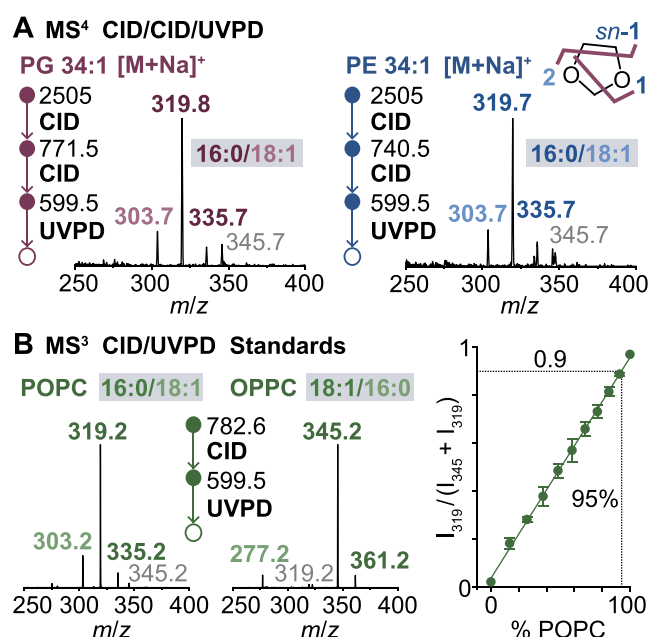 A MS⁴ CID/CID/UVPD
PG 34:1 [M+Na]⁺
2505
CID
771.5
CID
599.5
UVPD
319.8
16:0/18:1
303.7
335.7
345.7
250 300 350 400
m/z
PE 34:1 [M+Na]⁺
2505
CID
740.5
CID
599.5
UVPD
319.7
16:0/18:1
303.7
335.7
345.7
250 300 350 400
m/z
sn-1
2
O
O
1
B MS³ CID/UVPD Standards
POPC 16:0/18:1
319.2
303.2
335.2
345.2
250 300 350 400
m/z
782.6
CID
599.5
UVPD
OPPC 18:1/16:0
345.2
277.2
319.2
361.2
250 300 350 400
m/z
1
0.9
I₃₁₉/(I₃₄₅ + I₃₁₉)
95%
0
0 100
% POPC